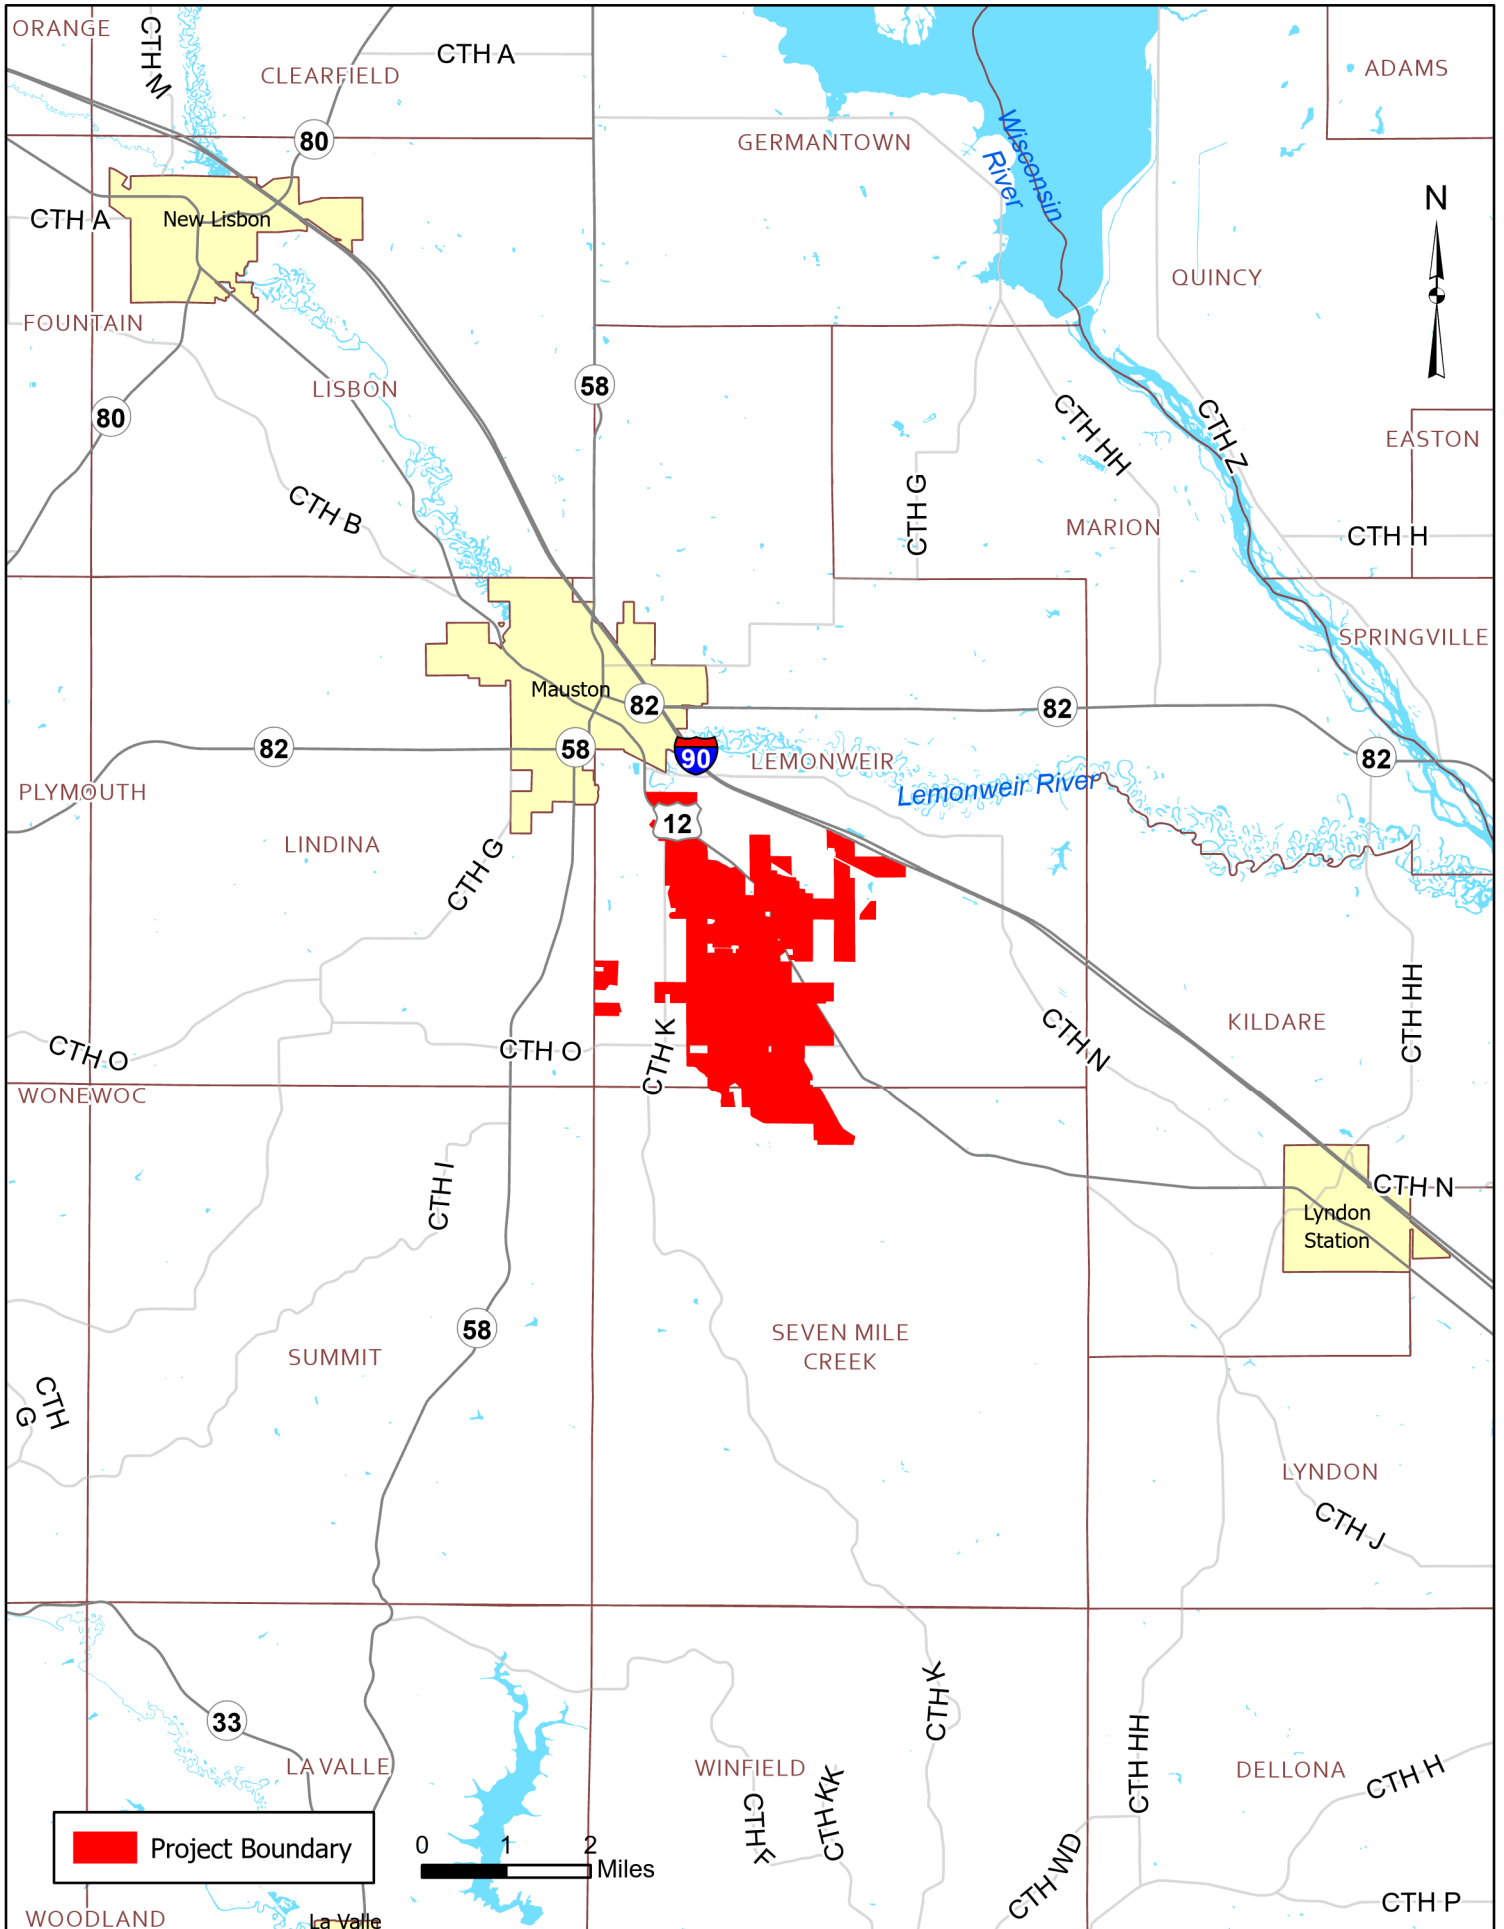 ORANGE
CTH M
CTH A
CLEARFIELD
ADAMS
80
GERMANTOWN
Wisconsin
River
N
CTH A
New Lisbon
QUINCY
FOUNTAIN
LISBON
58
80
CTH HH
CTH Z
EASTON
CTH B
CTH G
MARION
CTH H
SPRINGVILLE
Mauston
82
82
82
58
90
LEMONWEIR
82
PLYMOUTH
Lemonweir River
12
LINDINA
CTH G
CTH HH
KILDARE
CTH N
CTH K
CTH O
CTH O
WONEWOC
CTH I
CTH N
Lyndon
Station
58
SEVEN MILE
CREEK
SUMMIT
CTH
G
LYNDON
CTH J
CTH K
33
CTH HH
LA VALLE
WINFIELD
DELLONA
CTH H
CTH F
CTH KK
Project Boundary
0 1 2
Miles
CTH WD
CTH P
WOODLAND
La Valle